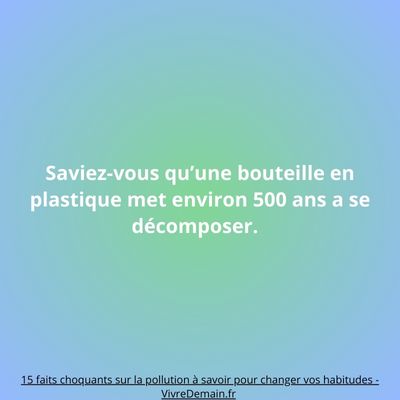 Saviez-vous qu’une bouteille en
plastique met environ 500 ans a se
décomposer.
15 faits choquants sur la pollution à savoir pour changer vos habitudes -
VivreDemain.fr